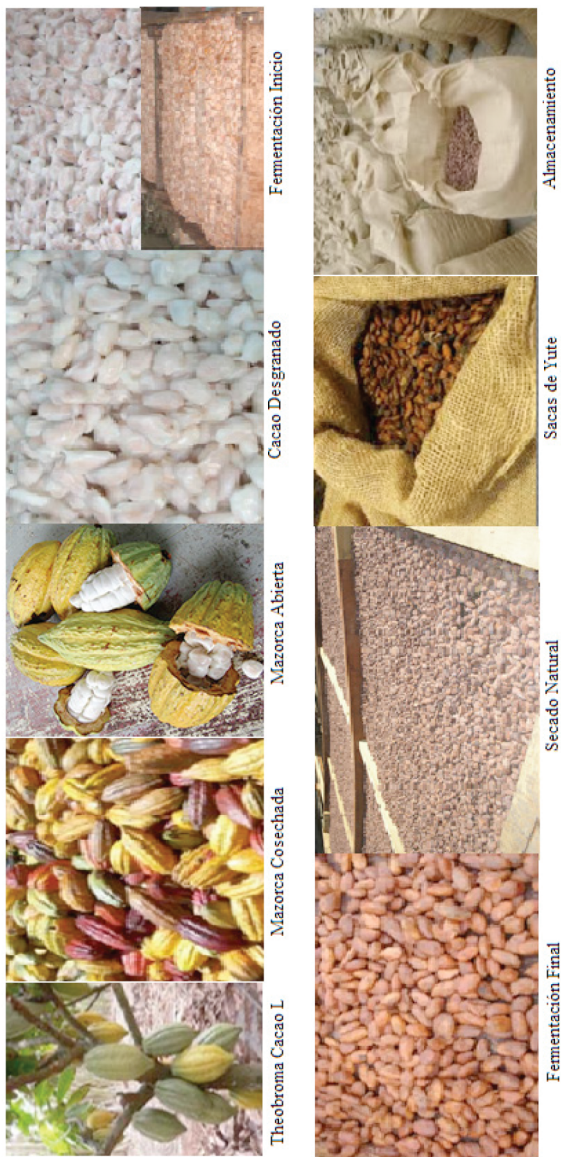 Theobroma Cacao L
Mazorca Cosechada
Mazorca Abierta
Cacao Desgranado
Fermentación Inicio
Fermentación Final
Secado Natural
Sacas de Yute
Almacenamiento